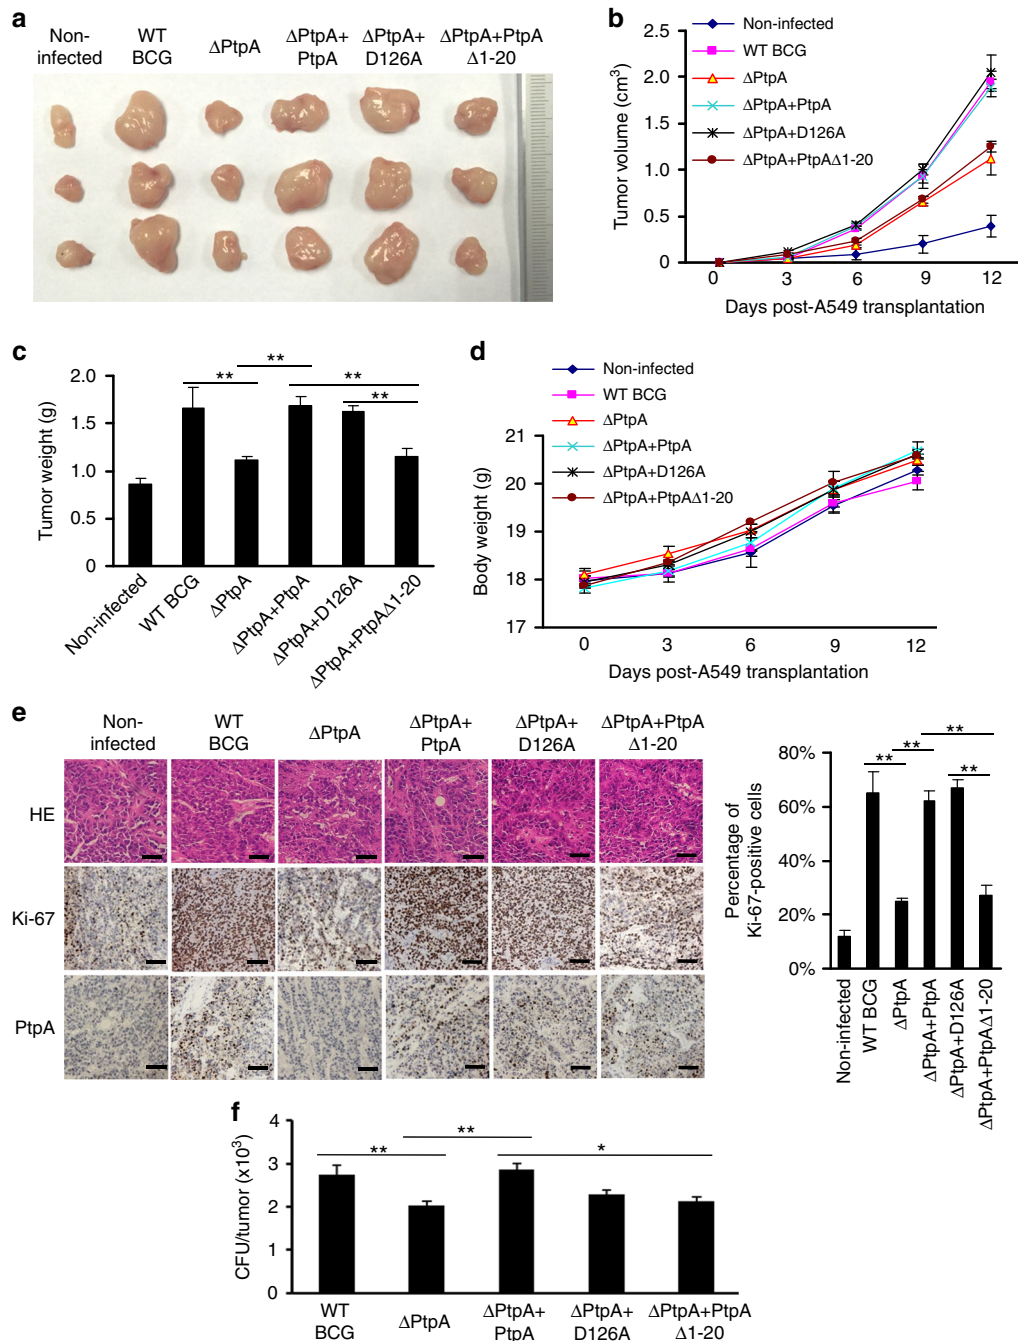 a
Non-
infected
WT
BCG
ΔPtpA
ΔPtpA+
PtpA
ΔPtpA+
D126A
ΔPtpA+PtpA
Δ1-20
b
Non-infected
WT BCG
ΔPtpA
ΔPtpA+PtpA
ΔPtpA+D126A
ΔPtpA+PtpAΔ1-20
Tumor volume (cm³)
2.5
2.0
1.5
1.0
0.5
0
0 3 6 9 12
Days post-A549 transplantation
c
Tumor weight (g)
2.0
1.5
1.0
0.5
0
**
**
**
**
Non-infected
WT BCG
ΔPtpA
ΔPtpA+PtpA
ΔPtpA+D126A
ΔPtpA+PtpAΔ1-20
d
Non-infected
WT BCG
ΔPtpA
ΔPtpA+PtpA
ΔPtpA+D126A
ΔPtpA+PtpAΔ1-20
Body weight (g)
21
20
19
18
17
0 3 6 9 12
Days post-A549 transplantation
e
Non-
infected
WT
BCG
ΔPtpA
ΔPtpA+
PtpA
ΔPtpA+
D126A
ΔPtpA+PtpA
Δ1-20
HE
Ki-67
PtpA
Percentage of
Ki-67-positive cells
80%
60%
40%
20%
0%
**
**
**
**
Non-infected
WT BCG
ΔPtpA
ΔPtpA+PtpA
ΔPtpA+D126A
ΔPtpA+PtpAΔ1-20
f
CFU/tumor (x10³)
4
3
2
1
0
**
**
*
WT
BCG
ΔPtpA
ΔPtpA+
PtpA
ΔPtpA+
D126A
ΔPtpA+PtpA
Δ1-20